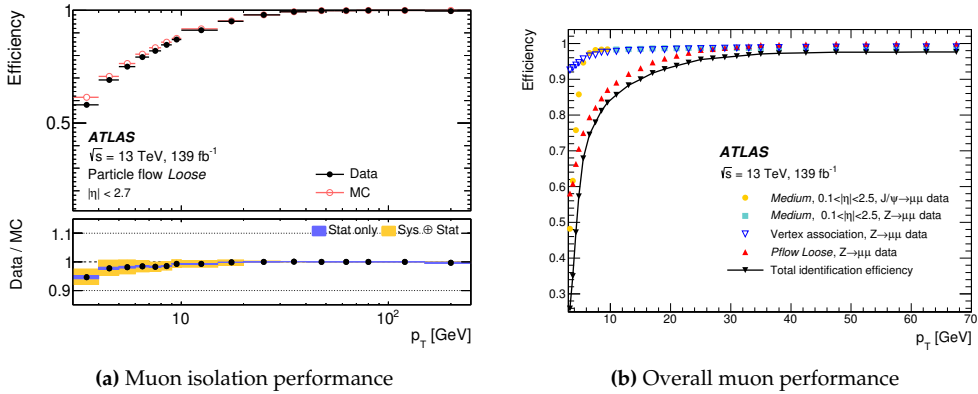 Efficiency
1
0.5
ATLAS
√s = 13 TeV, 139 fb⁻¹
Particle flow Loose
|η| < 2.7
Data
MC
Data / MC
1.1
1
0.9
Stat only
Sys ⊕ Stat
10
10²
p_T [GeV]
(a) Muon isolation performance
Efficiency
1
0.9
0.8
0.7
0.6
0.5
0.4
0.3
ATLAS
√s = 13 TeV, 139 fb⁻¹
Medium, 0.1<|η|<2.5, J/ψ→μμ data
Medium, 0.1<|η|<2.5, Z→μμ data
Vertex association, Z→μμ data
Pflow Loose, Z→μμ data
Total identification efficiency
10 20 30 40 50 60 70
p_T [GeV]
(b) Overall muon performance